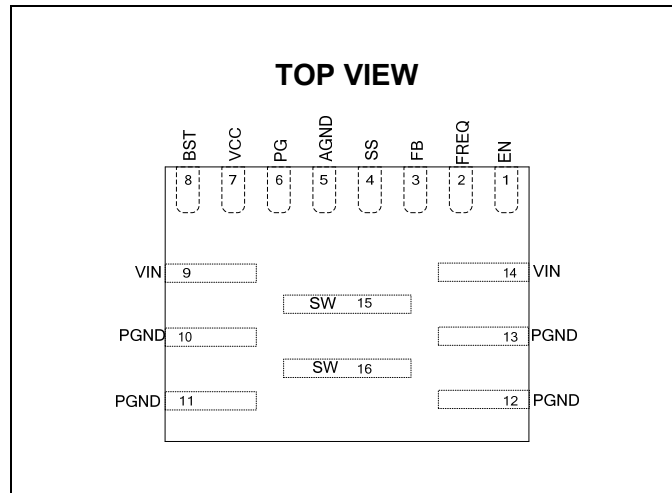 TOP VIEW
BST VCC PG AGND SS FB FREQ EN
8 7 6 5 4 3 2 1
VIN 9 14 VIN
SW 15
PGND 10 13 PGND
SW 16
PGND 11 12 PGND